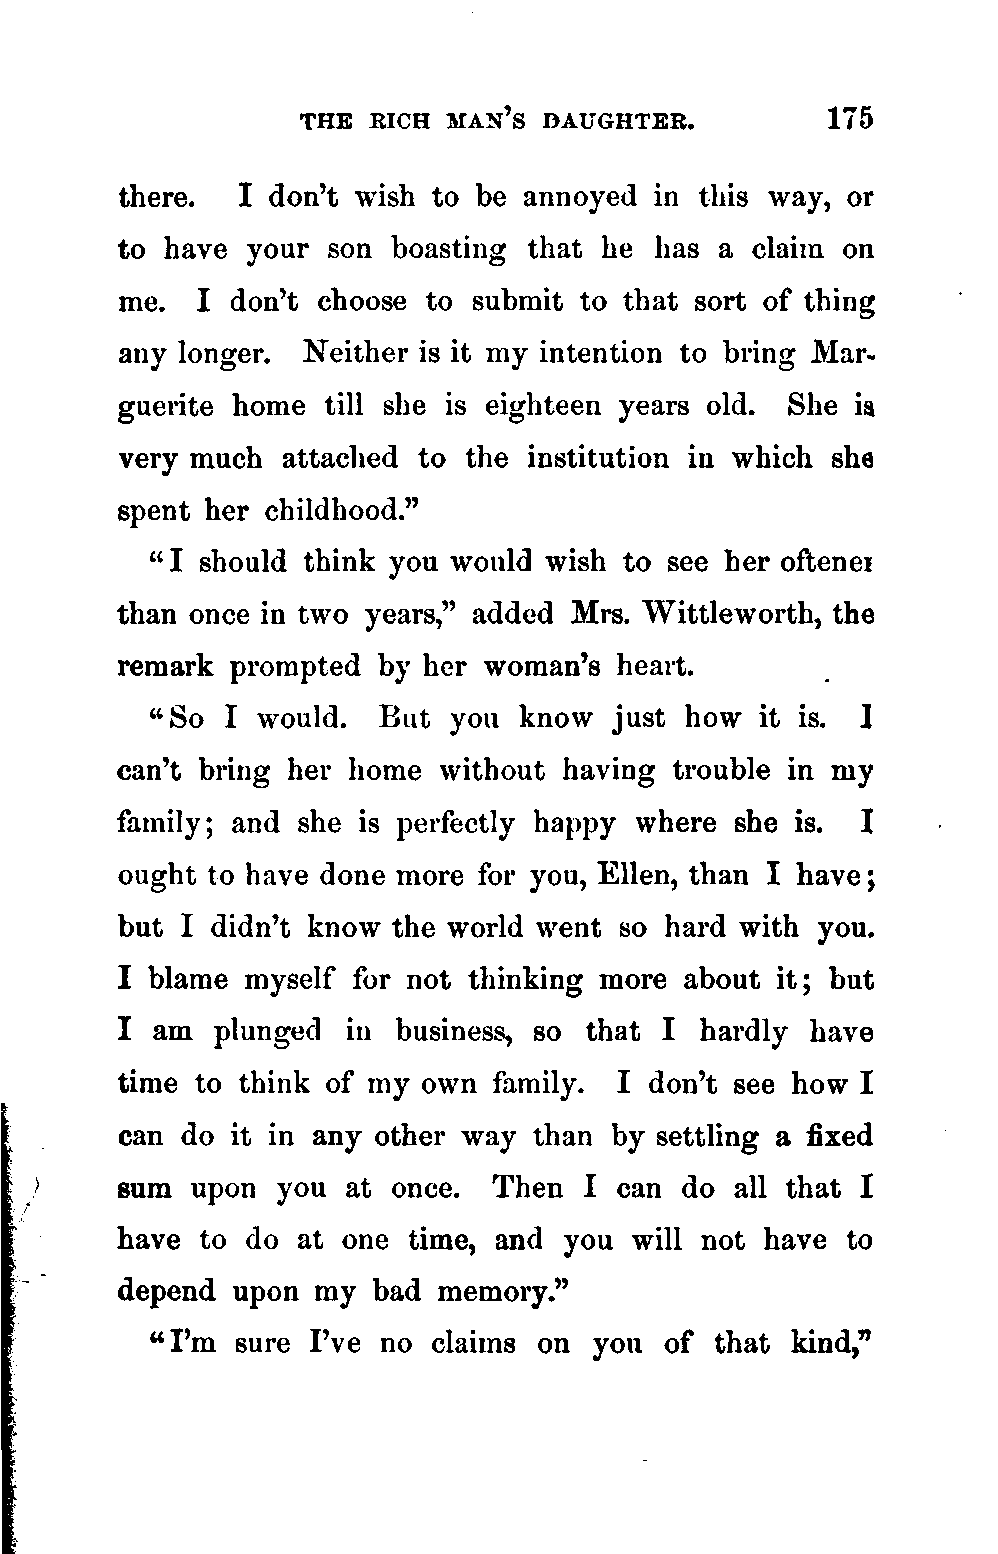 THE RICH MAN'S DAUGHTER. 175
there. I don't wish to be annoyed in this way, or
to have your son boasting that he has a claim on
me. I don't choose to submit to that sort of thing
any longer. Neither is it my intention to bring Mar-
guerite home till she is eighteen years old. She is
very much attached to the institution in which she
spent her childhood."
"I should think you would wish to see her oftener
than once in two years," added Mrs. Wittleworth, the
remark prompted by her woman's heart.
"So I would. But you know just how it is. I
can't bring her home without having trouble in my
family; and she is perfectly happy where she is. I
ought to have done more for you, Ellen, than I have;
but I didn't know the world went so hard with you.
I blame myself for not thinking more about it; but
I am plunged in business, so that I hardly have
time to think of my own family. I don't see how I
can do it in any other way than by settling a fixed
sum upon you at once. Then I can do all that I
have to do at one time, and you will not have to
depend upon my bad memory."
"I'm sure I've no claims on you of that kind,"